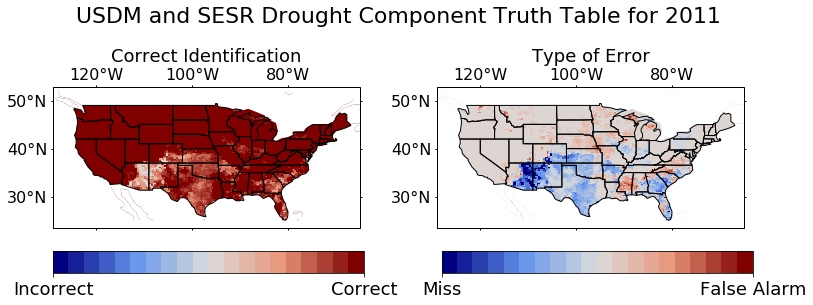 USDM and SESR Drought Component Truth Table for 2011
Correct Identification
120°W 100°W 80°W
50°N
40°N
30°N
Incorrect Correct
Type of Error
120°W 100°W 80°W
50°N
40°N
30°N
Miss False Alarm